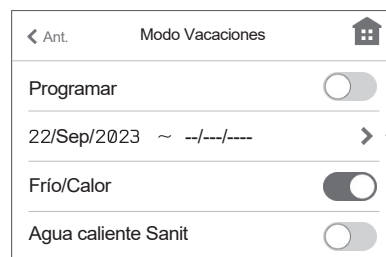 Ant. Modo Vacaciones
Programar
22/Sep/2023 ~ --/---/----
Frío/Calor
Agua caliente Sanit